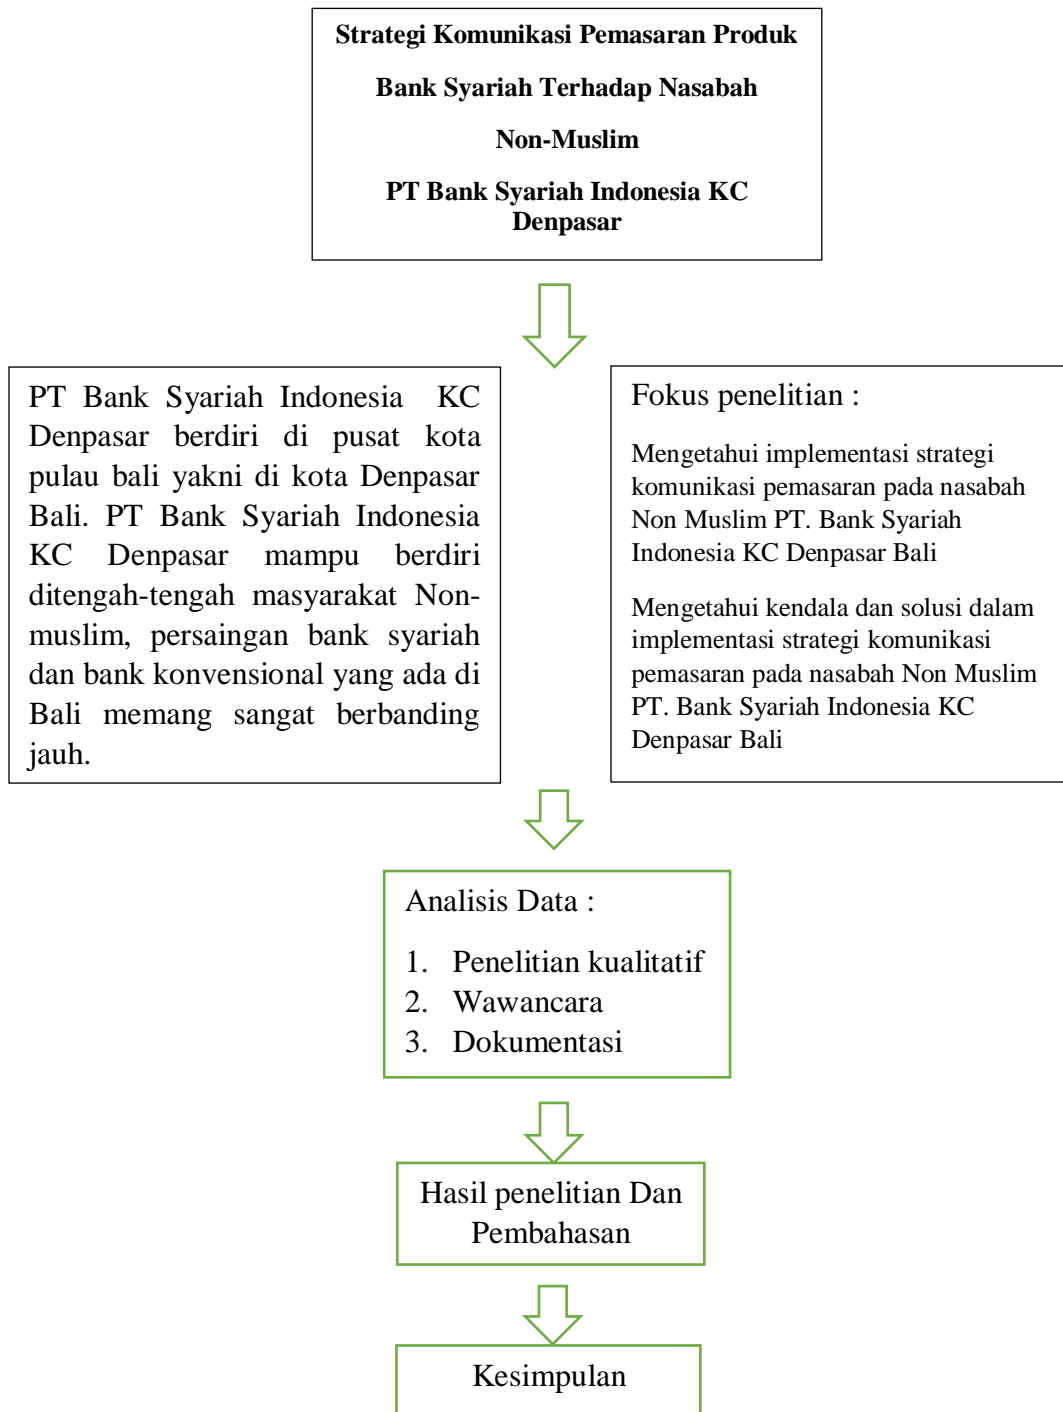 Strategi Komunikasi Pemasaran Produk
Bank Syariah Terhadap Nasabah
Non-Muslim
PT Bank Syariah Indonesia KC
Denpasar
PT Bank Syariah Indonesia KC
Denpasar berdiri di pusat kota
pulau bali yakni di kota Denpasar
Bali. PT Bank Syariah Indonesia
KC Denpasar mampu berdiri
ditengah-tengah masyarakat Non-
muslim, persaingan bank syariah
dan bank konvensional yang ada di
Bali memang sangat berbanding
jauh.
Fokus penelitian :
Mengetahui implementasi strategi
komunikasi pemasaran pada nasabah
Non Muslim PT. Bank Syariah
Indonesia KC Denpasar Bali
Mengetahui kendala dan solusi dalam
implementasi strategi komunikasi
pemasaran pada nasabah Non Muslim
PT. Bank Syariah Indonesia KC
Denpasar Bali
Analisis Data :
1. Penelitian kualitatif
2. Wawancara
3. Dokumentasi
Hasil penelitian Dan
Pembahasan
Kesimpulan